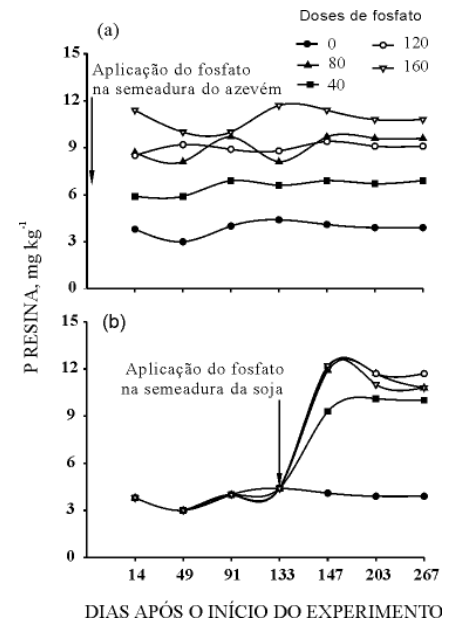 Doses de fosfato
0
120
80
160
40
(a)
Aplicação do fosfato
na semeadura do azevém
15
12
9
6
3
0
P RESINA, mg kg⁻¹
(b)
Aplicação do fosfato
na semeadura da soja
15
12
9
6
3
0
14 49 91 133 147 203 267
DIAS APÓS O INÍCIO DO EXPERIMENTO